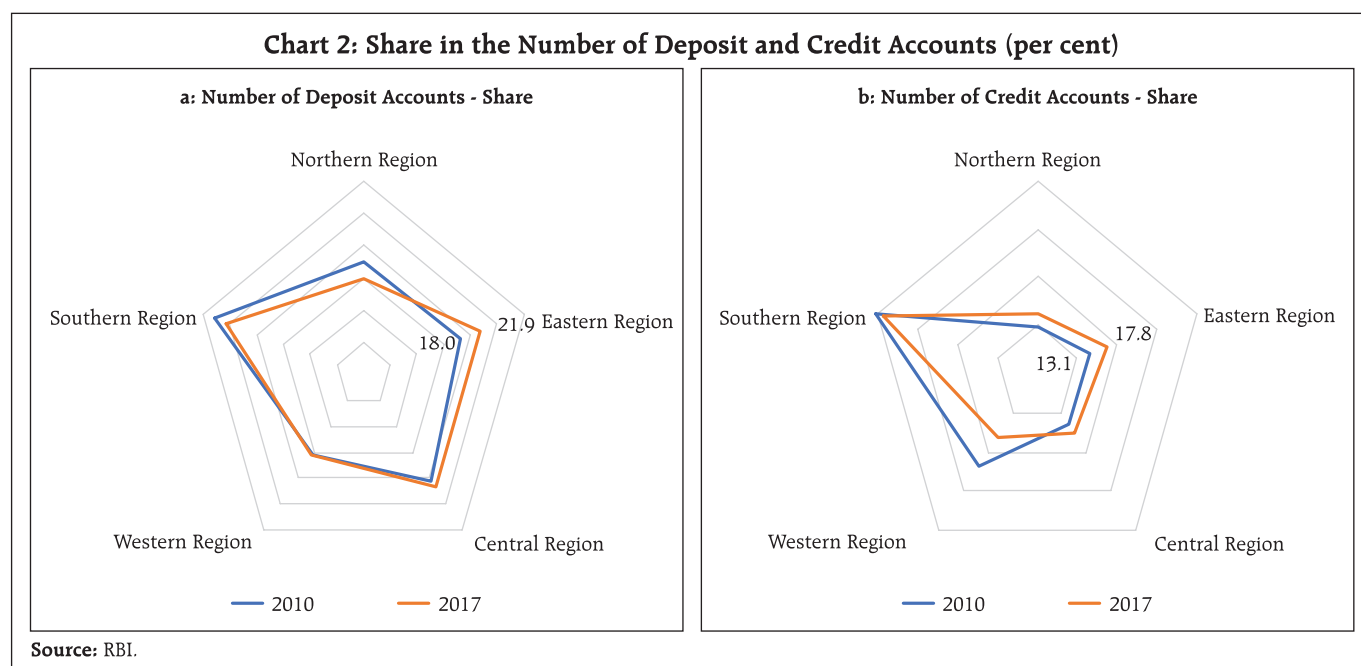 Chart 2: Share in the Number of Deposit and Credit Accounts (per cent)
a: Number of Deposit Accounts - Share
Northern Region
Southern Region
21.9 Eastern Region
18.0
Western Region
Central Region
2010
2017
b: Number of Credit Accounts - Share
Northern Region
Southern Region
Eastern Region
17.8
13.1
Western Region
Central Region
2010
2017
Source: RBI.